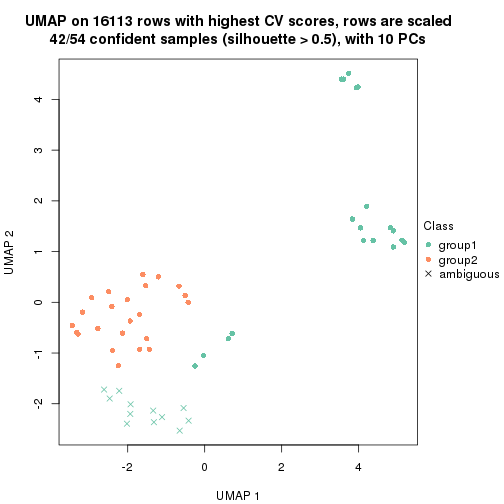 UMAP on 16113 rows with highest CV scores, rows are scaled
42/54 confident samples (silhouette > 0.5), with 10 PCs
4
3
2
1
0
-1
-2
UMAP 2
-2
0
2
4
UMAP 1
Class
group1
group2
ambiguous